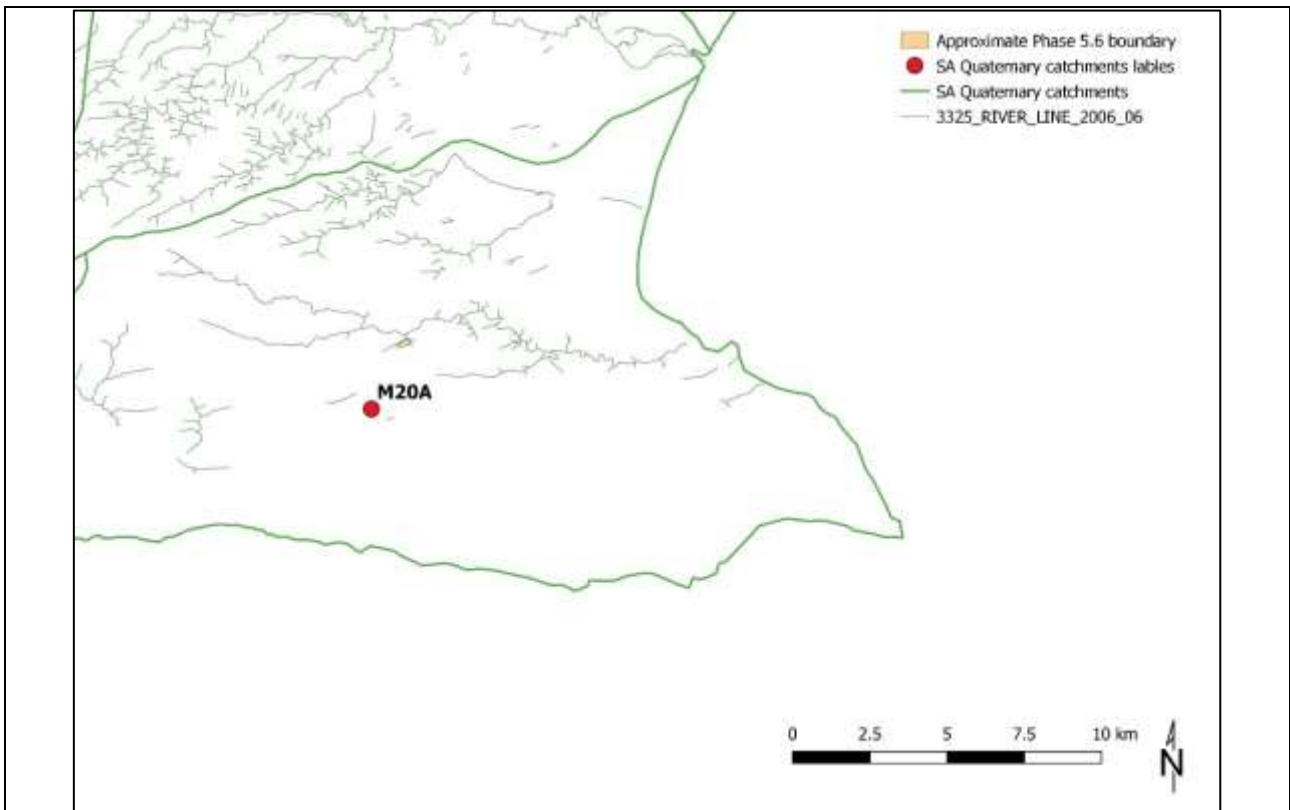 Approximate Phase 5.6 boundary
SA Quaternary catchments lables
SA Quaternary catchments
3325_RIVER_LINE_2006_06
M20A
0 2.5 5 7.5 10 km
N